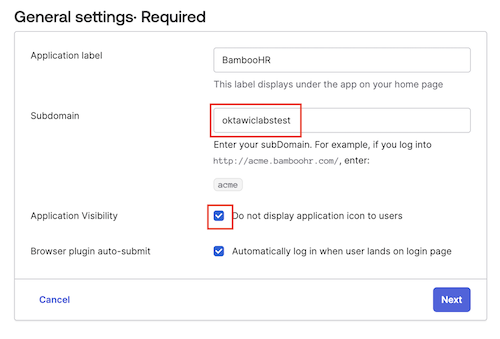 General settings· Required
Application label
BambooHR
This label displays under the app on your home page
Subdomain
oktawiclabstest
Enter your subDomain. For example, if you log into
http://acme.bamboohr.com/, enter:
acme
Application Visibility
Do not display application icon to users
Browser plugin auto-submit
Automatically log in when user lands on login page
Cancel
Next